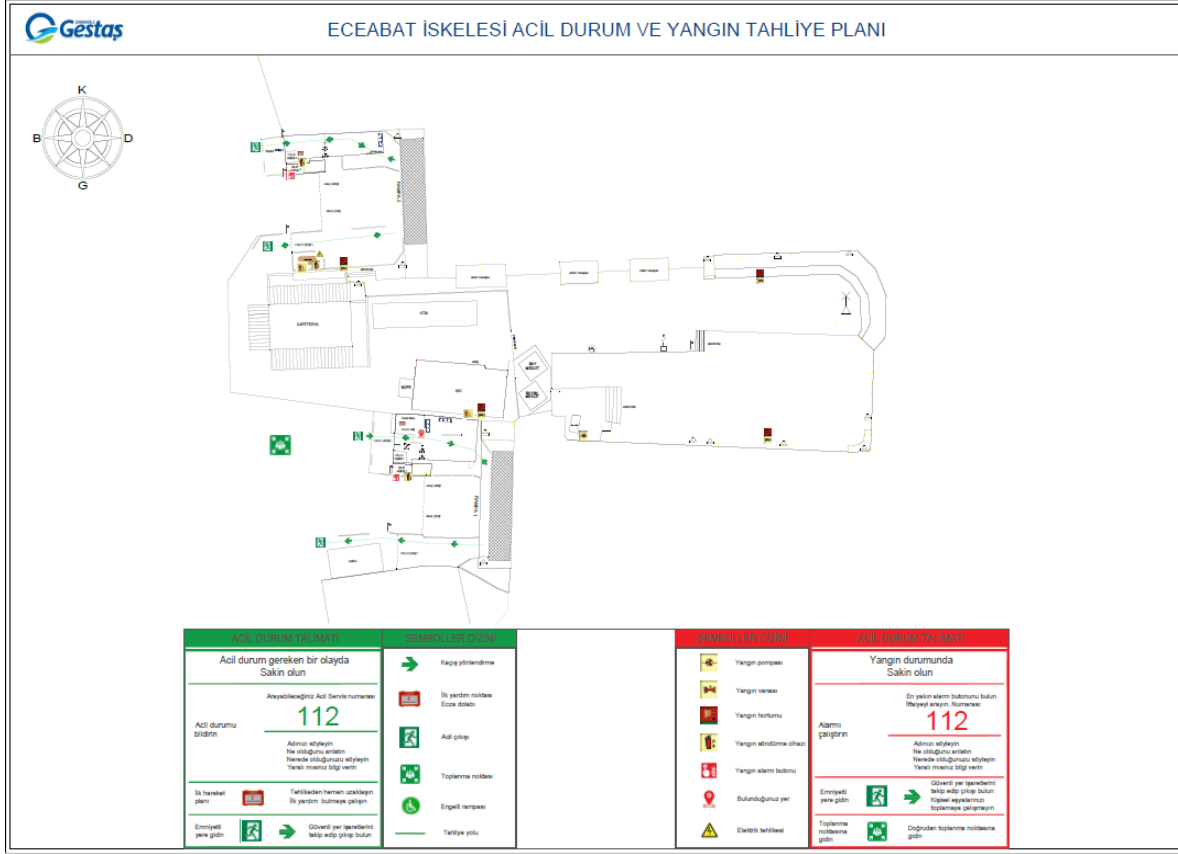 ÇANAKKALE
Gestaş
ECEABAT İSKELESİ ACİL DURUM VE YANGIN TAHLİYE PLANI
K
B
D
G
RAMPA 2
KAFETERYA
ATM
WC
RAMPA 1
ACİL DURUM TALİMATI
Acil durum gereken bir olayda
Sakin olun
Acil durumu
bildirin
Arayabileceğiniz Acil Servis numarası
112
Adınızı söyleyin
Ne olduğunu anlatın
Nerede olduğunuzu söyleyin
Yaralı mısınız bilgi verin
İlk hareket
planı
Tehlikeden hemen uzaklaşın
İlk yardım bulmaya çalışın
Emniyetli
yere gidin
Güvenli yer işaretlerini
takip edip çıkışı bulun
SEMBOLLER DİZİNİ
Kaçış yönlendirme
İlk yardım noktası
Ecza dolabı
Acil çıkışı
Toplanma noktası
Engelli rampası
Tahliye yolu
SEMBOLLER DİZİNİ
Yangın pompası
Yangın vanası
Yangın hortumu
Yangın söndürme cihazı
Yangın alarm butonu
Bulunduğunuz yer
Elektrik tehlikesi
ACİL DURUM TALİMATI
Yangın durumunda
Sakin olun
Alarmı
çalıştırın
En yakın alarm butonunu bulun
İtfaiyeyi arayın. Numarası:
112
Adınızı söyleyin
Ne olduğunu anlatın
Nerede olduğunuzu söyleyin
Yaralı mısınız bilgi verin
Emniyetli
yere gidin
Güvenli yer işaretlerini
takip edip çıkışı bulun
Kişisel eşyalarınızı
toplamaya çalışmayın
Toplanma
noktasına
gidin
Doğrudan toplanma noktasına
gidin